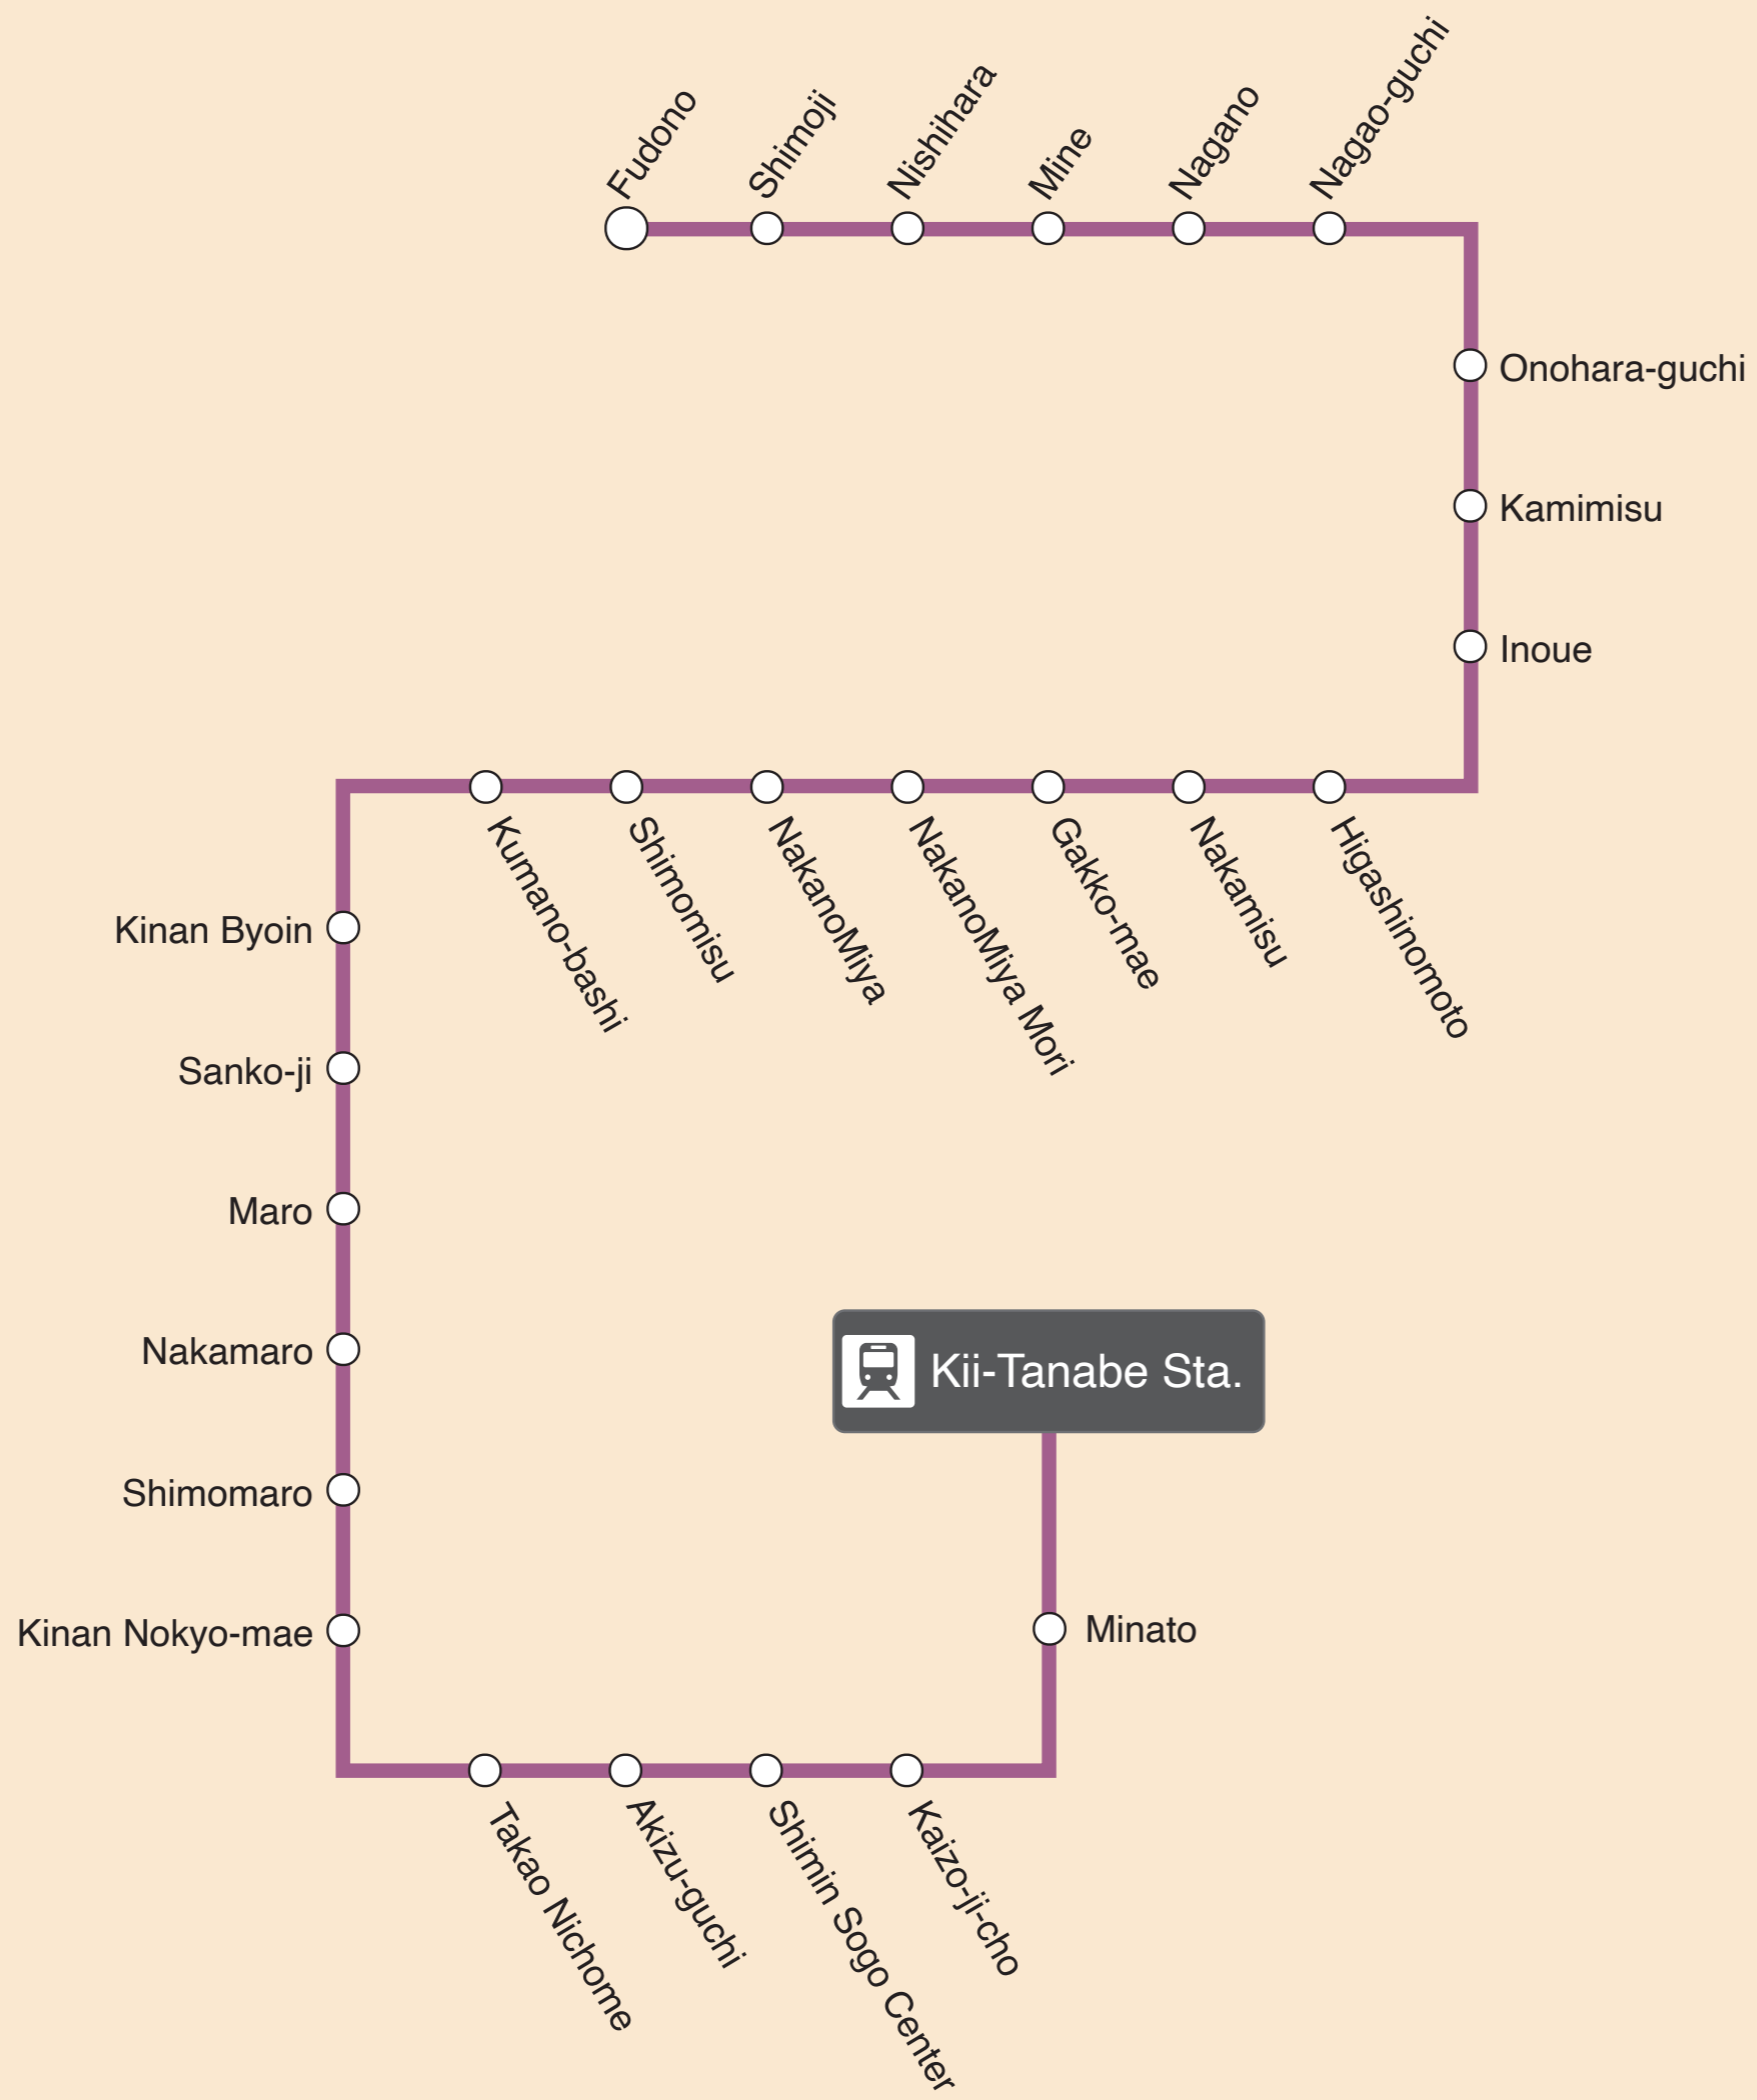 Fudono
Shimoji
Nishihara
Mine
Nagano
Nagao-guchi
Onohara-guchi
Kamimisu
Inoue
Higashinomoto
Nakamisu
Gakko-mae
NakanoMiya Mori
NakanoMiya
Shimomisu
Kumano-bashi
Kinan Byoin
Sanko-ji
Maro
Nakamaro
Shimomaro
Kinan Nokyo-mae
Takao Nichome
Akizu-guchi
Shimin Sogo Center
Kaizo-ji-cho
Minato
Kii-Tanabe Sta.